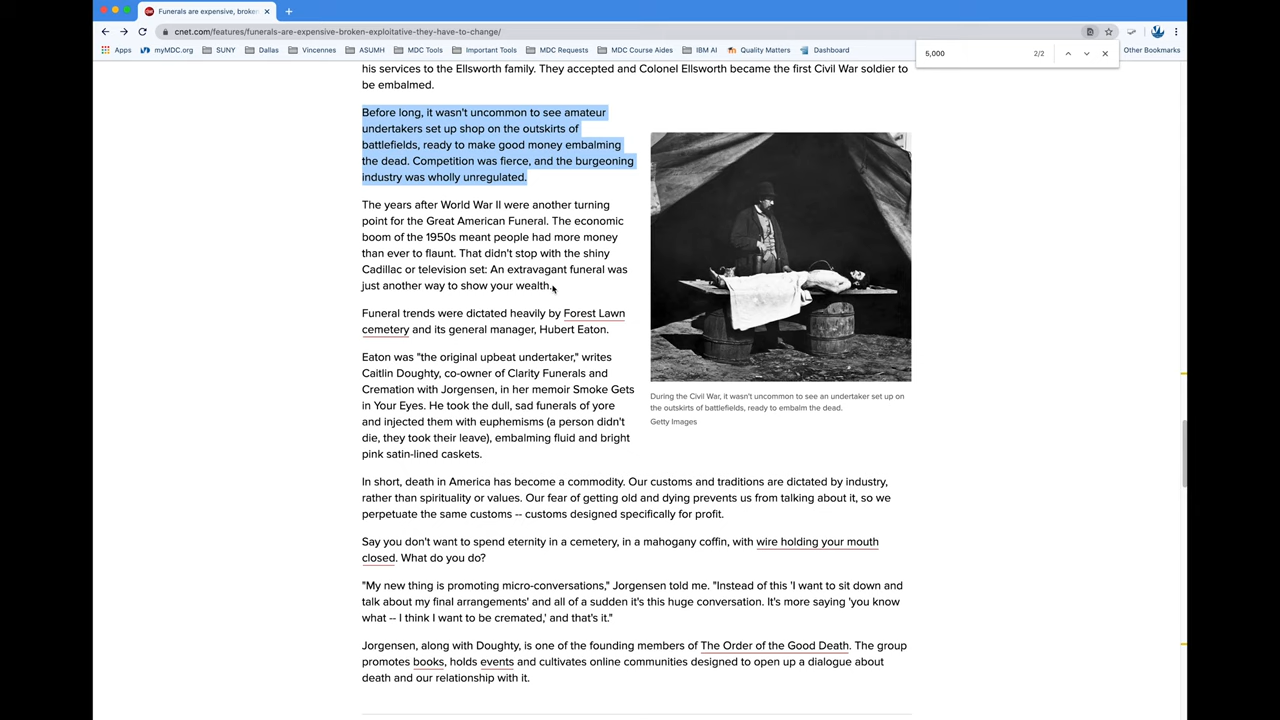 Funerals are expensive, broke
cnet.com/features/funerals-are-expensive-broken-exploitative-they-have-to-change/
Apps myMDC.org SUNY Dallas Vincennes ASUMH MDC Tools Important Tools MDC Requests MDC Course Aides IBM AI Quality Matters Dashboard Other Bookmarks
5,000 2/2
his services to the Ellsworth family. They accepted and Colonel Ellsworth became the first Civil War soldier to
be embalmed.
Before long, it wasn't uncommon to see amateur
undertakers set up shop on the outskirts of
battlefields, ready to make good money embalming
the dead. Competition was fierce, and the burgeoning
industry was wholly unregulated.
The years after World War II were another turning
point for the Great American Funeral. The economic
boom of the 1950s meant people had more money
than ever to flaunt. That didn't stop with the shiny
Cadillac or television set: An extravagant funeral was
just another way to show your wealth.
Funeral trends were dictated heavily by Forest Lawn
cemetery and its general manager, Hubert Eaton.
Eaton was "the original upbeat undertaker," writes
Caitlin Doughty, co-owner of Clarity Funerals and
Cremation with Jorgensen, in her memoir Smoke Gets
in Your Eyes. He took the dull, sad funerals of yore
and injected them with euphemisms (a person didn't
die, they took their leave), embalming fluid and bright
pink satin-lined caskets.
During the Civil War, it wasn't uncommon to see an undertaker set up on
the outskirts of battlefields, ready to embalm the dead.
Getty Images
In short, death in America has become a commodity. Our customs and traditions are dictated by industry,
rather than spirituality or values. Our fear of getting old and dying prevents us from talking about it, so we
perpetuate the same customs -- customs designed specifically for profit.
Say you don't want to spend eternity in a cemetery, in a mahogany coffin, with wire holding your mouth
closed. What do you do?
"My new thing is promoting micro-conversations," Jorgensen told me. "Instead of this 'I want to sit down and
talk about my final arrangements' and all of a sudden it's this huge conversation. It's more saying 'you know
what -- I think I want to be cremated,' and that's it."
Jorgensen, along with Doughty, is one of the founding members of The Order of the Good Death. The group
promotes books, holds events and cultivates online communities designed to open up a dialogue about
death and our relationship with it.